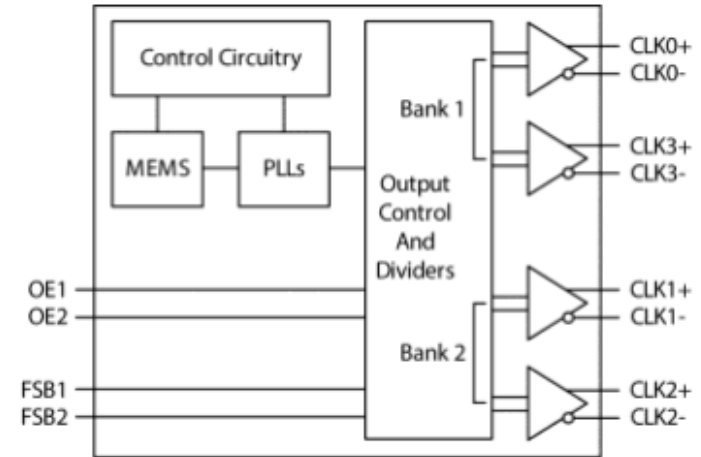 Control Circuitry
MEMS
PLLs
Output
Control
And
Dividers
Bank 1
Bank 2
OE1
OE2
FSB1
FSB2
CLK0+
CLK0-
CLK3+
CLK3-
CLK1+
CLK1-
CLK2+
CLK2-